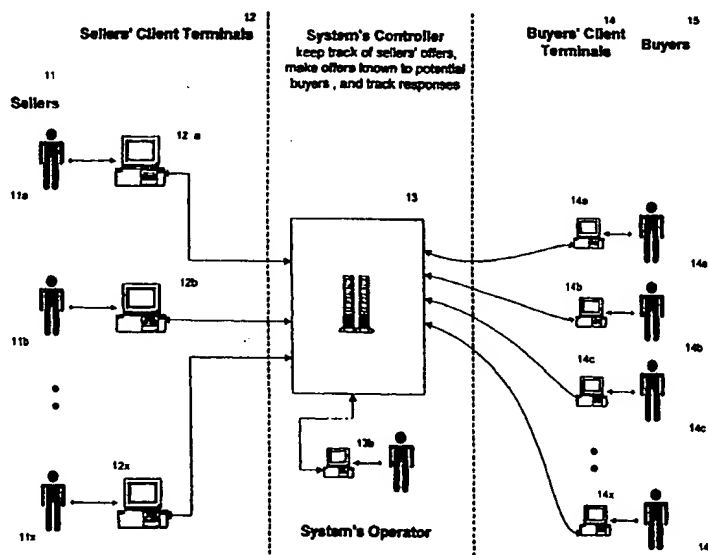 12
Sellers' Client Terminals
System's Controller
keep track of sellers' offers,
make offers known to potential
buyers , and track responses
14
Buyers' Client
Terminals
15
Buyers
11
Sellers
12 a
11a
13
14a
14a
12b
11b
14b
14b
14c
14c
12x
11x
13b
System's Operator
14x
14